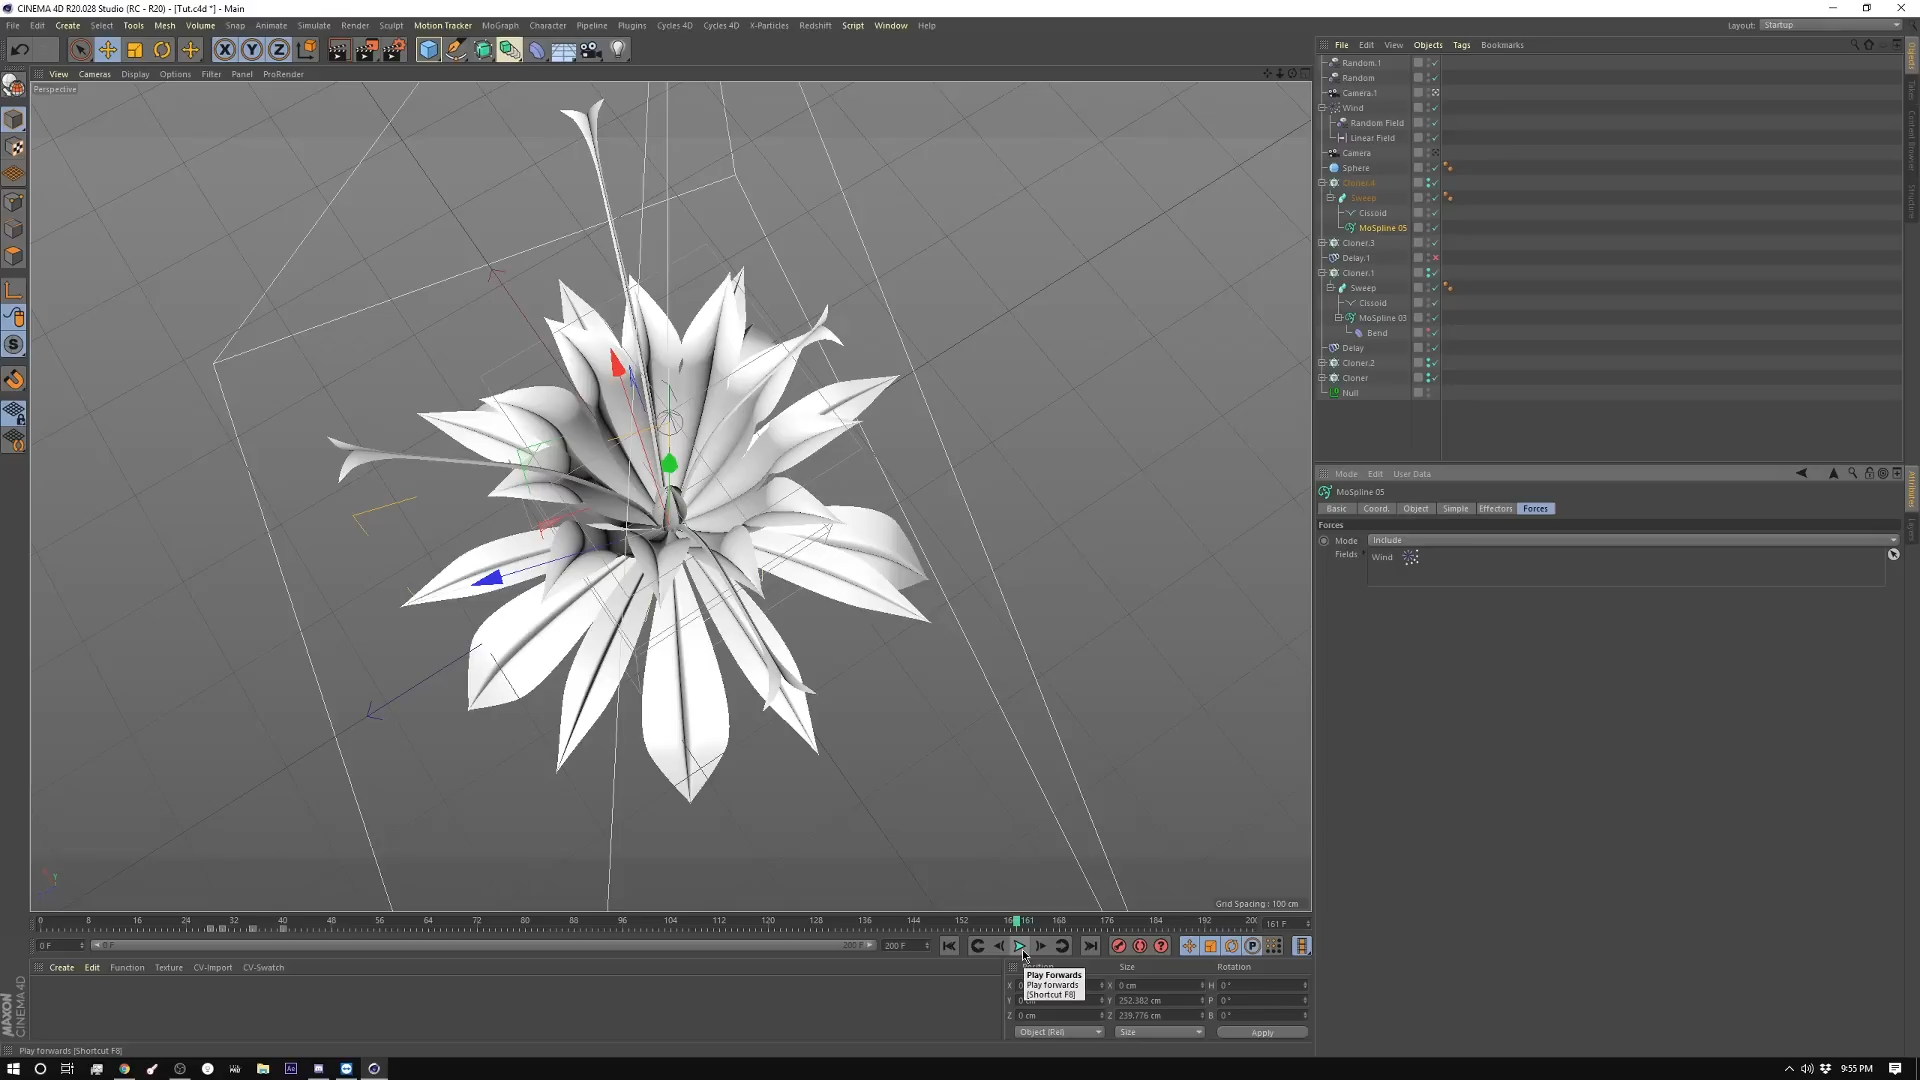 CINEMA 4D R20.028 Studio (RC - R20) - [Tut.c4d *] - Main
File Edit Create Select Tools Mesh Volume Snap Animate Simulate Render Sculpt Motion Tracker MoGraph Character Pipeline Plugins Cycles 4D Cycles 4D X-Particles Redshift Script Window Help
Layout: Startup
File Edit View Objects Tags Bookmarks
View Cameras Display Options Filter Panel ProRender
Perspective
Random.1
Random
Camera.1
Wind
Random Field
Linear Field
Camera
Sphere
Cloner.4
Sweep
Cissoid
MoSpline 05
Cloner.3
Delay.1
Cloner.1
Sweep
Cissoid
MoSpline 03
Bend
Delay
Cloner.2
Cloner
Null
Objects
Takes
Content Browser
Structure
Mode Edit User Data
MoSpline 05
Basic Coord. Object Simple Effectors Forces
Forces
Mode Include
Fields Wind
Attributes
Layers
Grid Spacing : 100 cm
0 8 16 24 32 40 48 56 64 72 80 88 96 104 112 120 128 136 144 152 161 168 176 184 192 161 F
0 F 0 F 200 F 200 F
Create Edit Function Texture CV-Import CV-Swatch
Size Rotation
Play Forwards
Play forwards
[Shortcut F8]
X X 0 cm H 0 °
Y Y 252.382 cm P 0 °
Z 0 cm Z 239.776 cm B 0 °
Object (Rel) Size Apply
MAXON CINEMA 4D
Play forwards [Shortcut F8]
9:55 PM